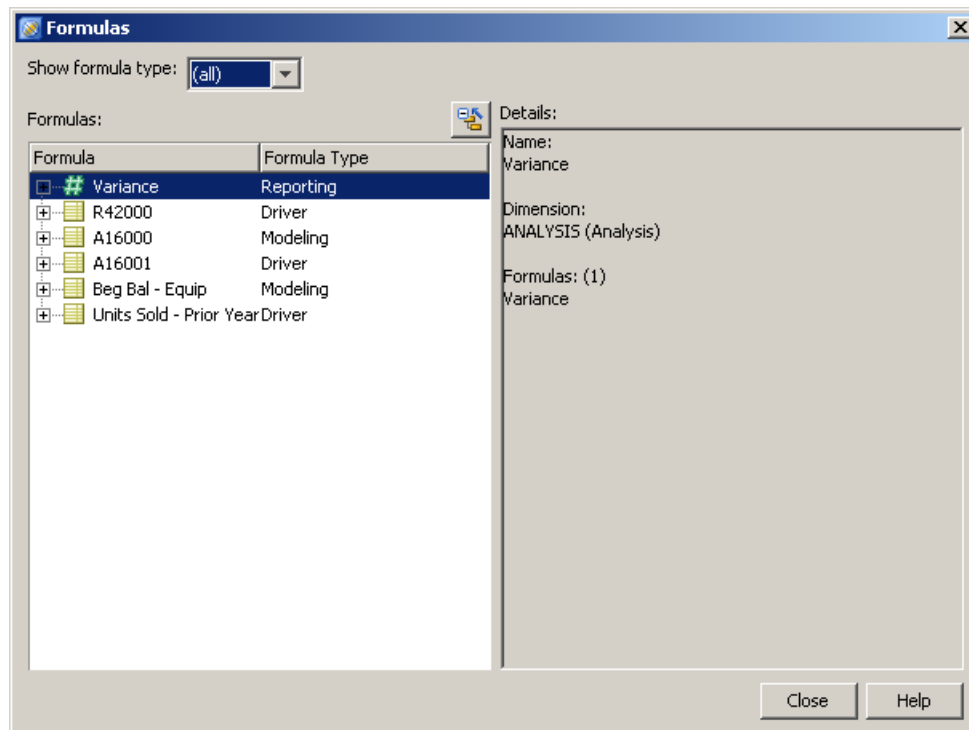 Formulas
Show formula type: (all)
Formulas:
Formula Formula Type
Variance Reporting
R42000 Driver
A16000 Modeling
A16001 Driver
Beg Bal - Equip Modeling
Units Sold - Prior Year Driver
Details:
Name:
Variance
Dimension:
ANALYSIS (Analysis)
Formulas: (1)
Variance
Close Help